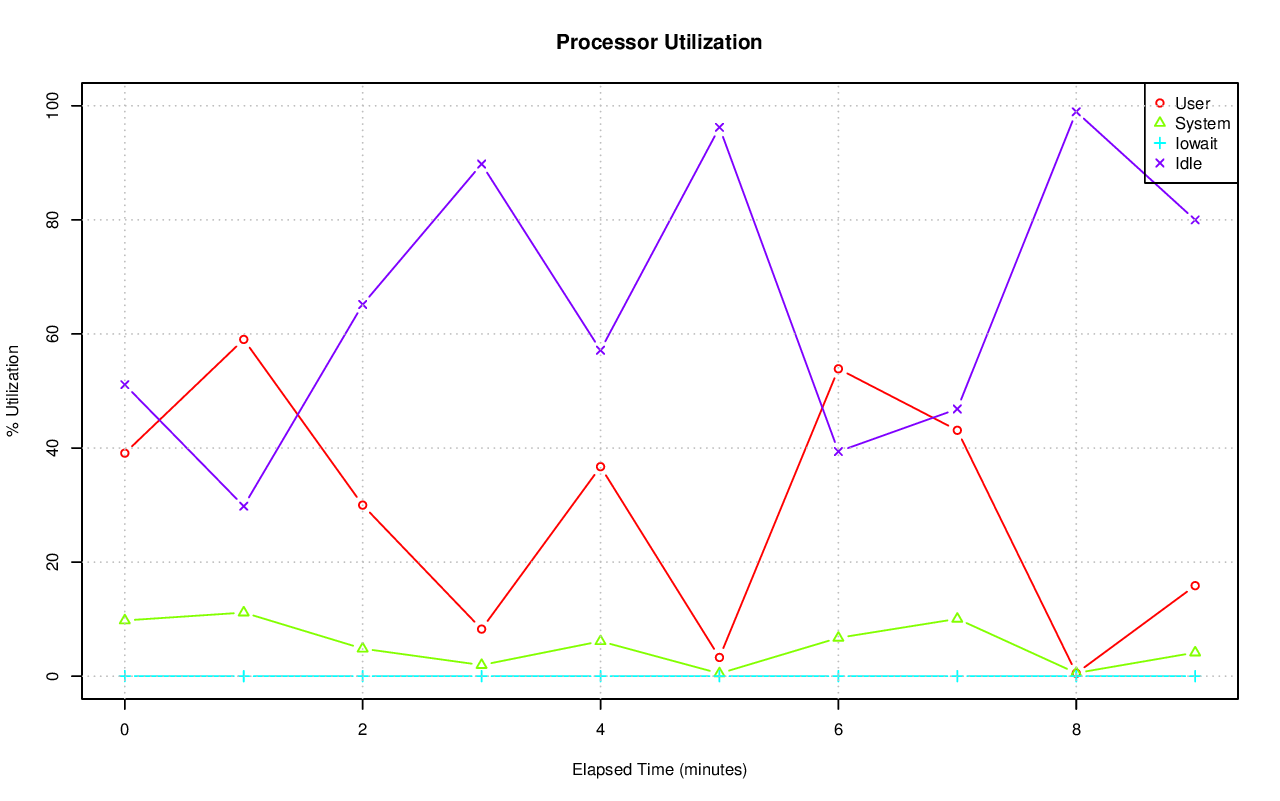 Processor Utilization
User
System
Iowait
Idle
% Utilization
100
80
60
40
20
0
0 2 4 6 8
Elapsed Time (minutes)